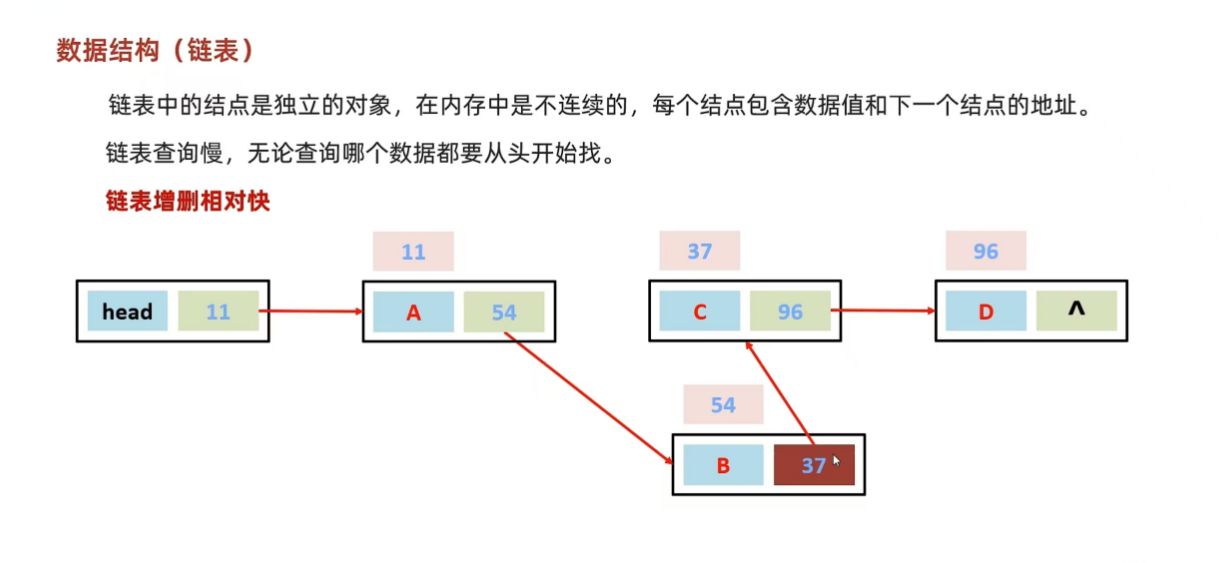 数据结构（链表）
链表中的结点是独立的对象，在内存中是不连续的，每个结点包含数据值和下一个结点的地址。
链表查询慢，无论查询哪个数据都要从头开始找。
链表增删相对快
11 37 96
head 11 A 54 C 96 D ^
54
B 37